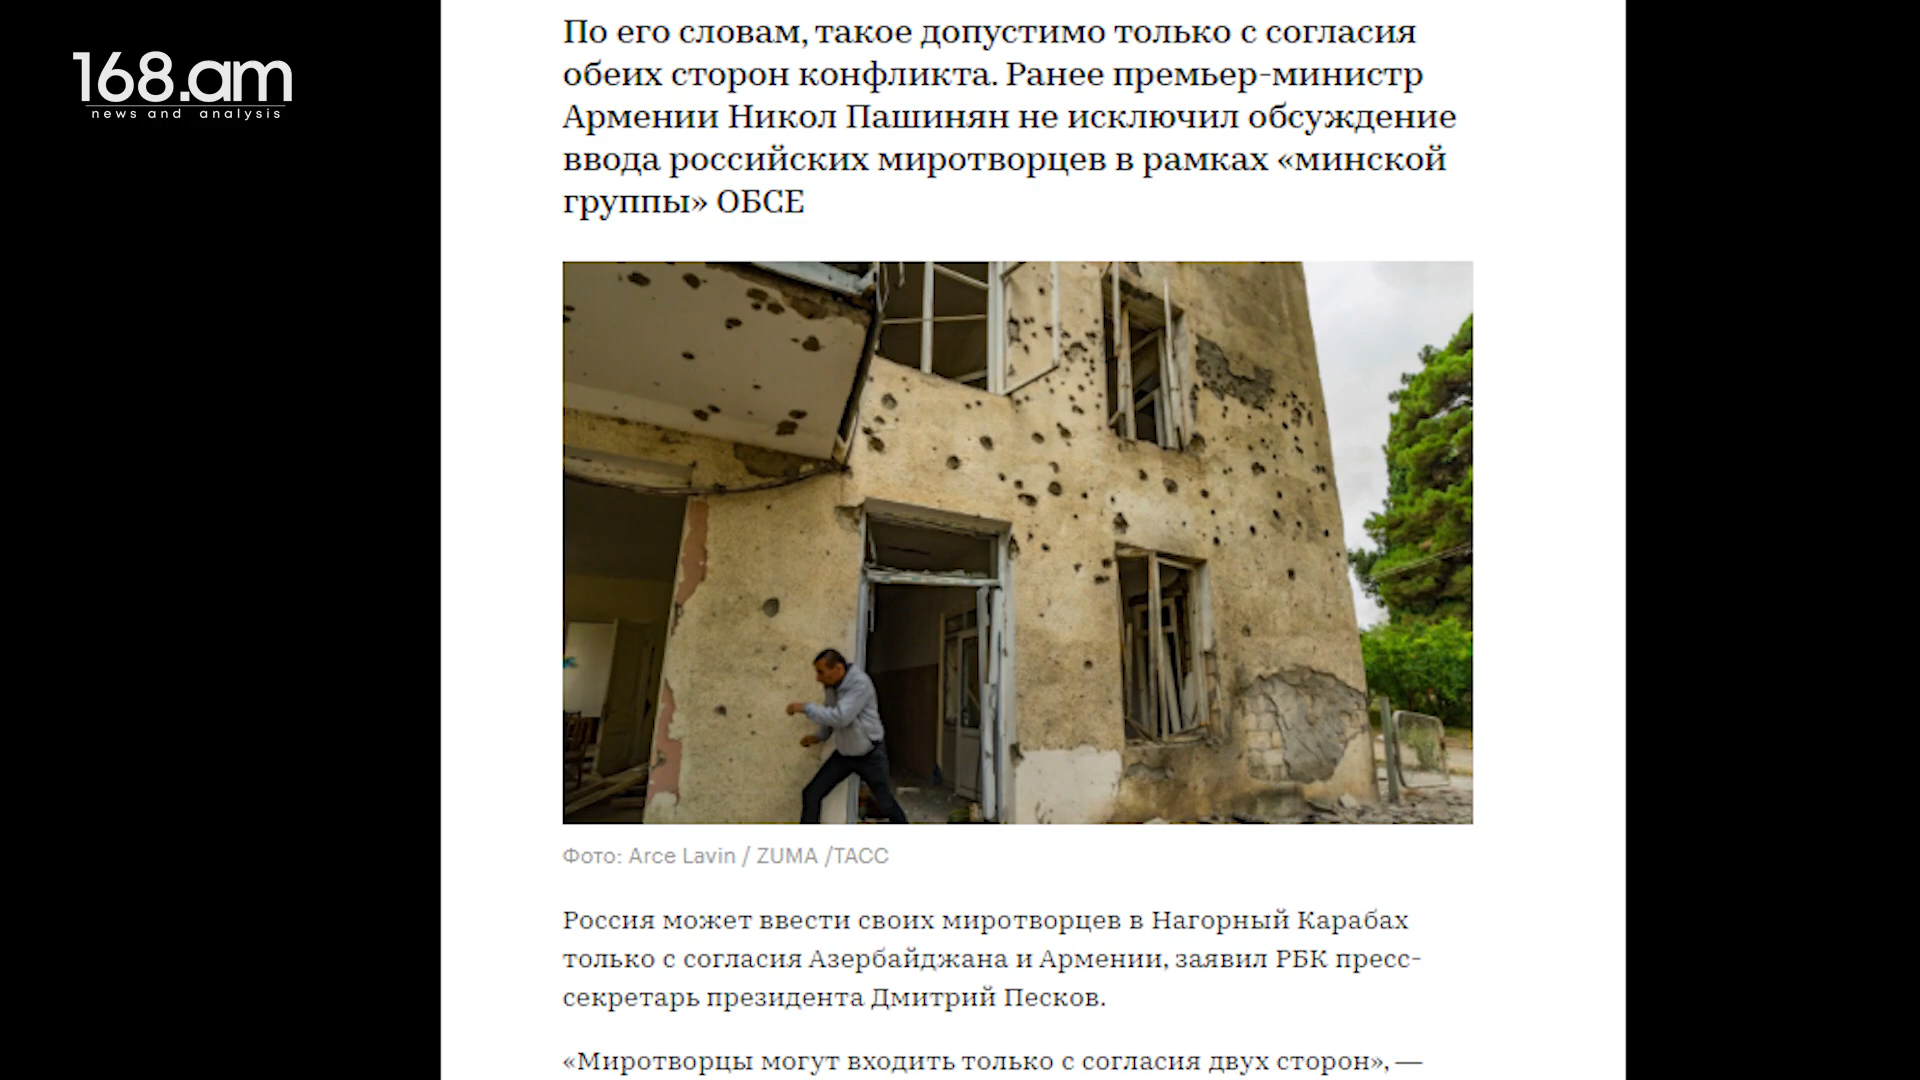 168.am
news and analysis
По его словам, такое допустимо только с согласия
обеих сторон конфликта. Ранее премьер-министр
Армении Никол Пашинян не исключил обсуждение
ввода российских миротворцев в рамках «минской
группы» ОБСЕ
Фото: Arce Lavin / ZUMA /ТАСС
Россия может ввести своих миротворцев в Нагорный Карабах
только с согласия Азербайджана и Армении, заявил РБК пресс-
секретарь президента Дмитрий Песков.
«Миротворцы могут входить только с согласия двух сторон», —